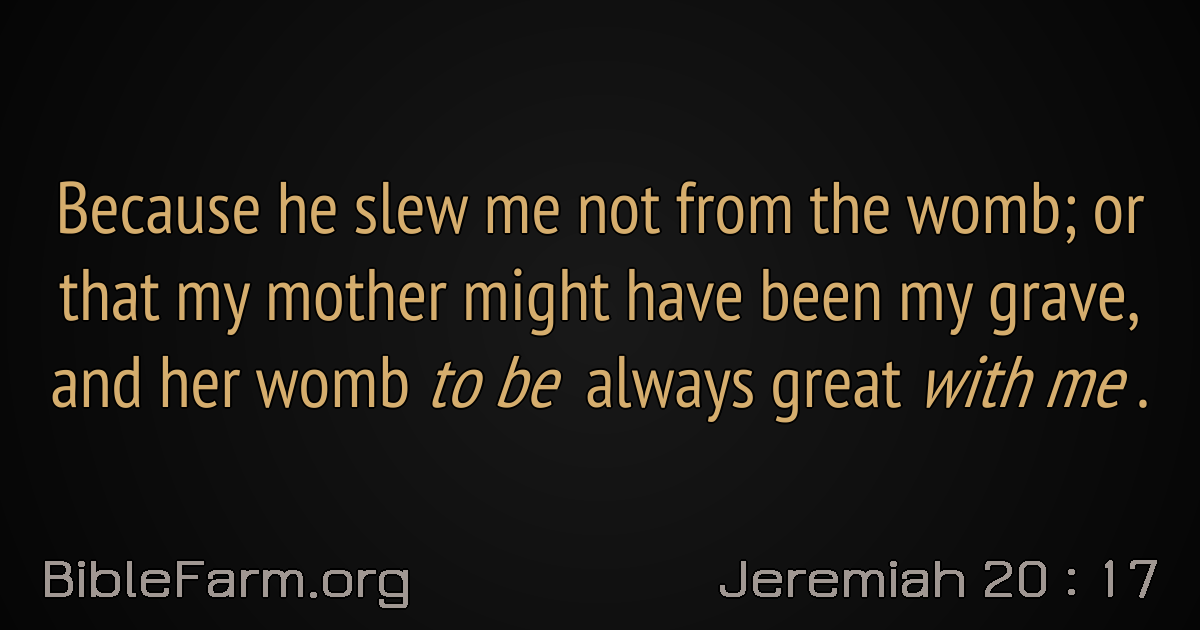 Because he slew me not from the womb; or
that my mother might have been my grave,
and her womb to be always great with me .
BibleFarm.org
Jeremiah 20 : 17